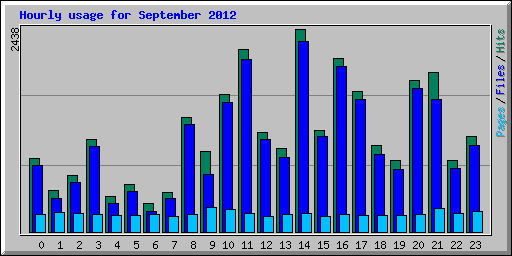 Hourly usage for September 2012
2438
Pages / Files / Hits
0 1 2 3 4 5 6 7 8 9 10 11 12 13 14 15 16 17 18 19 20 21 22 23